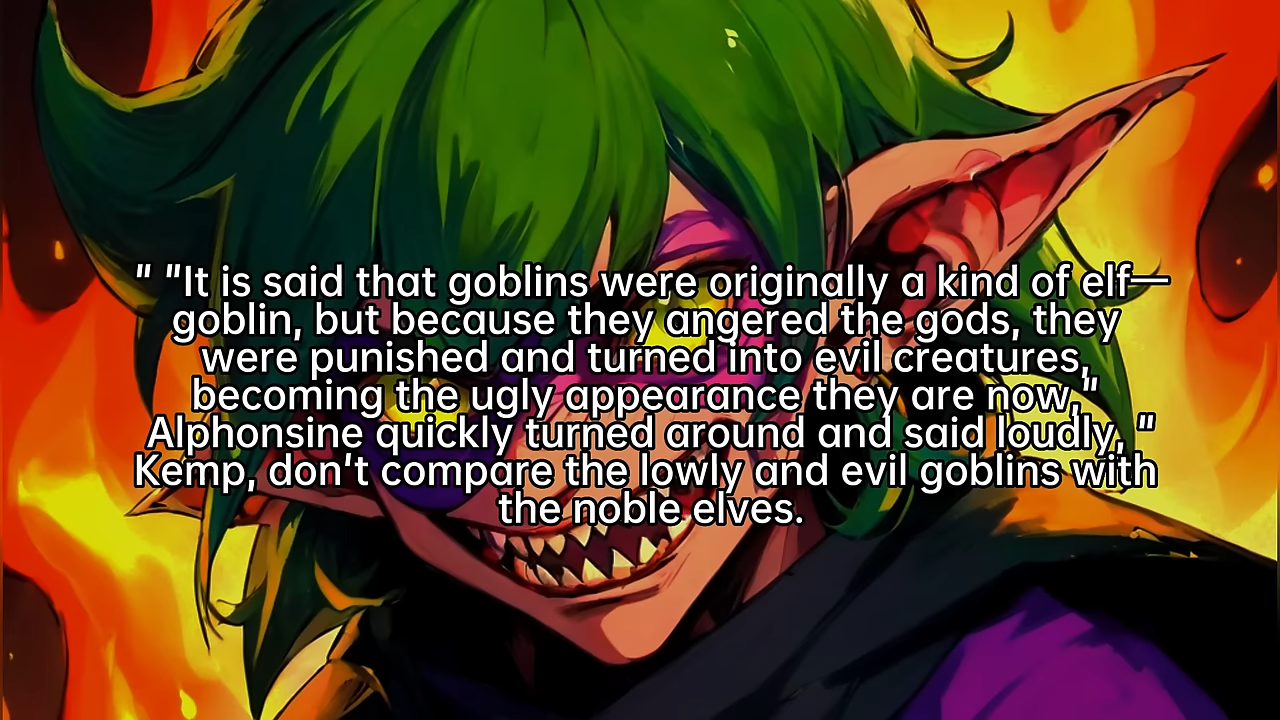 " "It is said that goblins were originally a kind of elf—
goblin, but because they angered the gods, they
were punished and turned into evil creatures,
becoming the ugly appearance they are now,"
Alphonsine quickly turned around and said loudly, "
Kemp, don't compare the lowly and evil goblins with
the noble elves.